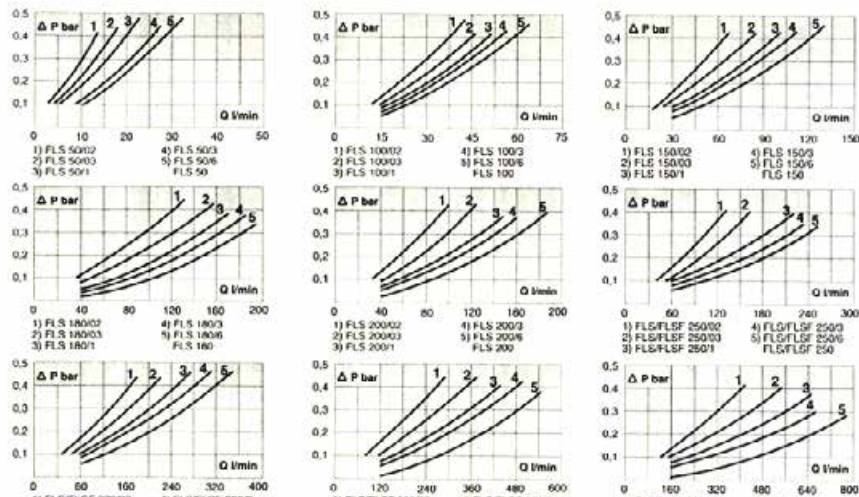 0,5 0,5 0,5
Δ P bar 1 2 3 4 5 Δ P bar 1 2 3 4 5 Δ P bar 1 2 3 4 5
0,4 0,4 0,4
0,3 0,3 0,3
0,2 0,2 0,2
0,1 Q l/min 0,1 Q l/min 0,1 Q l/min
0 10 20 30 40 50 0 15 30 45 60 75 0 30 60 90 120 150
1) FLS 50/02 4) FLS 50/3 1) FLS 100/02 4) FLS 100/3 1) FLS 150/02 4) FLS 150/3
2) FLS 50/03 5) FLS 50/6 2) FLS 100/03 5) FLS 100/6 2) FLS 150/03 5) FLS 150/6
3) FLS 50/1 FLS 50 3) FLS 100/1 FLS 100 3) FLS 150/1 FLS 150
0,5 0,5 0,5
Δ P bar 1 2 3 4 5 Δ P bar 1 2 3 4 5 Δ P bar 1 2 3 4 5
0,4 0,4 0,4
0,3 0,3 0,3
0,2 0,2 0,2
0,1 Q l/min 0,1 Q l/min 0,1 Q l/min
0 40 80 120 160 200 0 40 80 120 160 200 0 60 120 180 240 300
1) FLS 180/02 4) FLS 180/3 1) FLS 200/02 4) FLS 200/3 1) FLS/FLSF 250/02 4) FLS/FLSF 250/3
2) FLS 180/03 5) FLS 180/6 2) FLS 200/03 5) FLS 200/6 2) FLS/FLSF 250/03 5) FLS/FLSF 250/6
3) FLS 180/1 FLS 180 3) FLS 200/1 FLS 200 3) FLS/FLSF 250/1 FLS/FLSF 250
0,5 0,5 0,5
Δ P bar 1 2 3 4 5 Δ P bar 1 2 3 4 5 Δ P bar 1 2 3 4 5
0,4 0,4 0,4
0,3 0,3 0,3
0,2 0,2 0,2
0,1 Q l/min 0,1 Q l/min 0,1 Q l/min
0 80 160 240 320 400 0 120 240 360 480 600 0 160 320 480 640 800